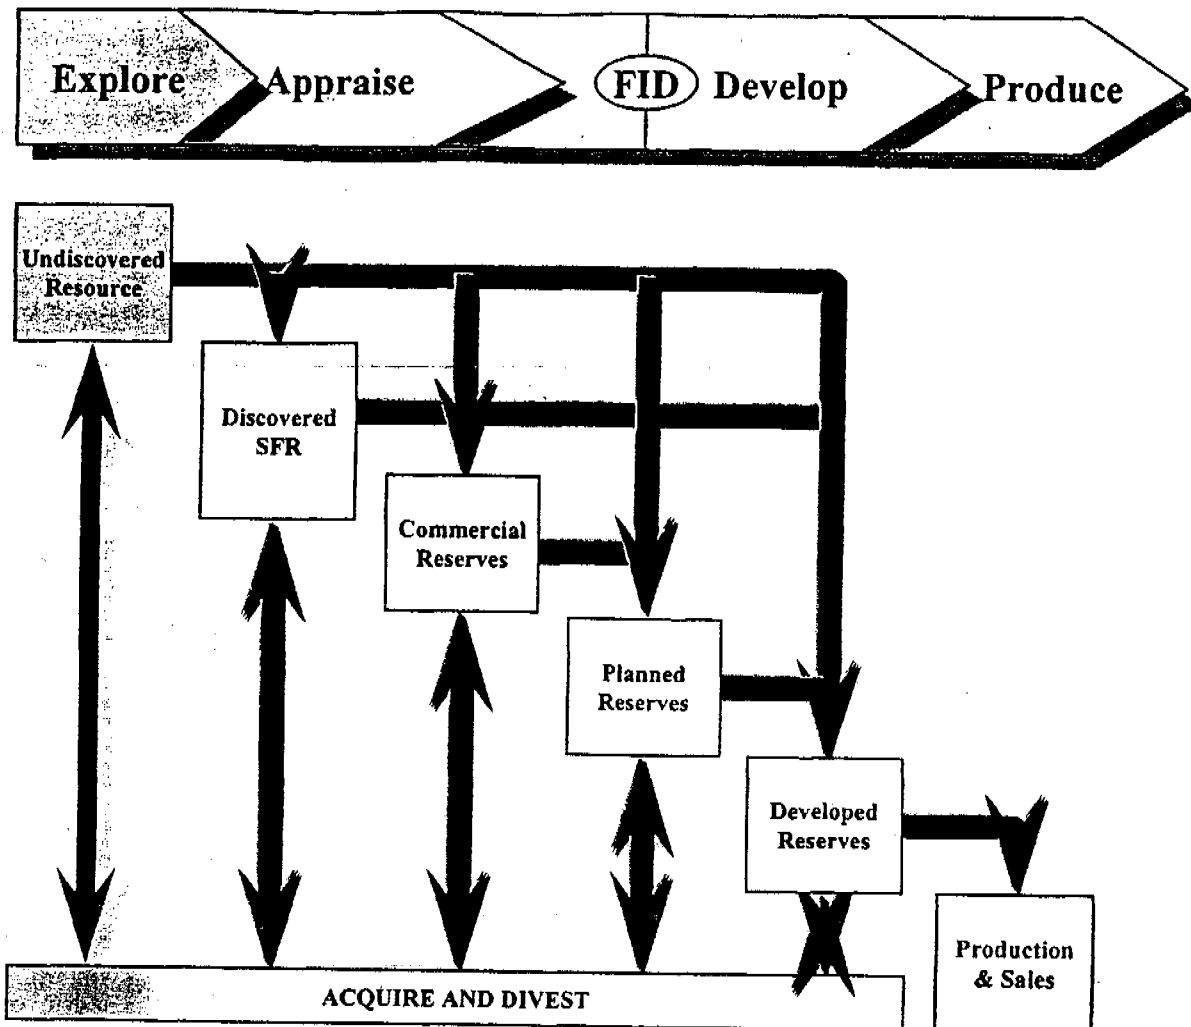 Explore Appraise FID Develop Produce
Undiscovered
Resource
Discovered
SFR
Commercial
Reserves
Planned
Reserves
Developed
Reserves
Production
& Sales
ACQUIRE AND DIVEST